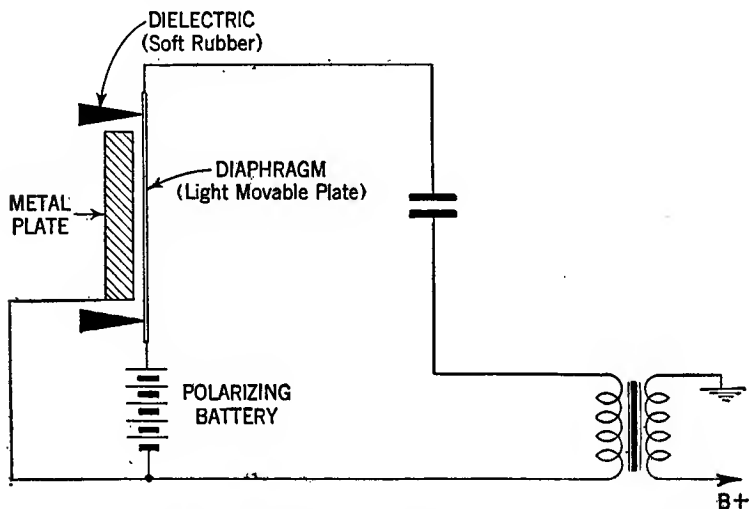 DIELECTRIC
(Soft Rubber)
DIAPHRAGM
(Light Movable Plate)
METAL
PLATE
POLARIZING
BATTERY
B+